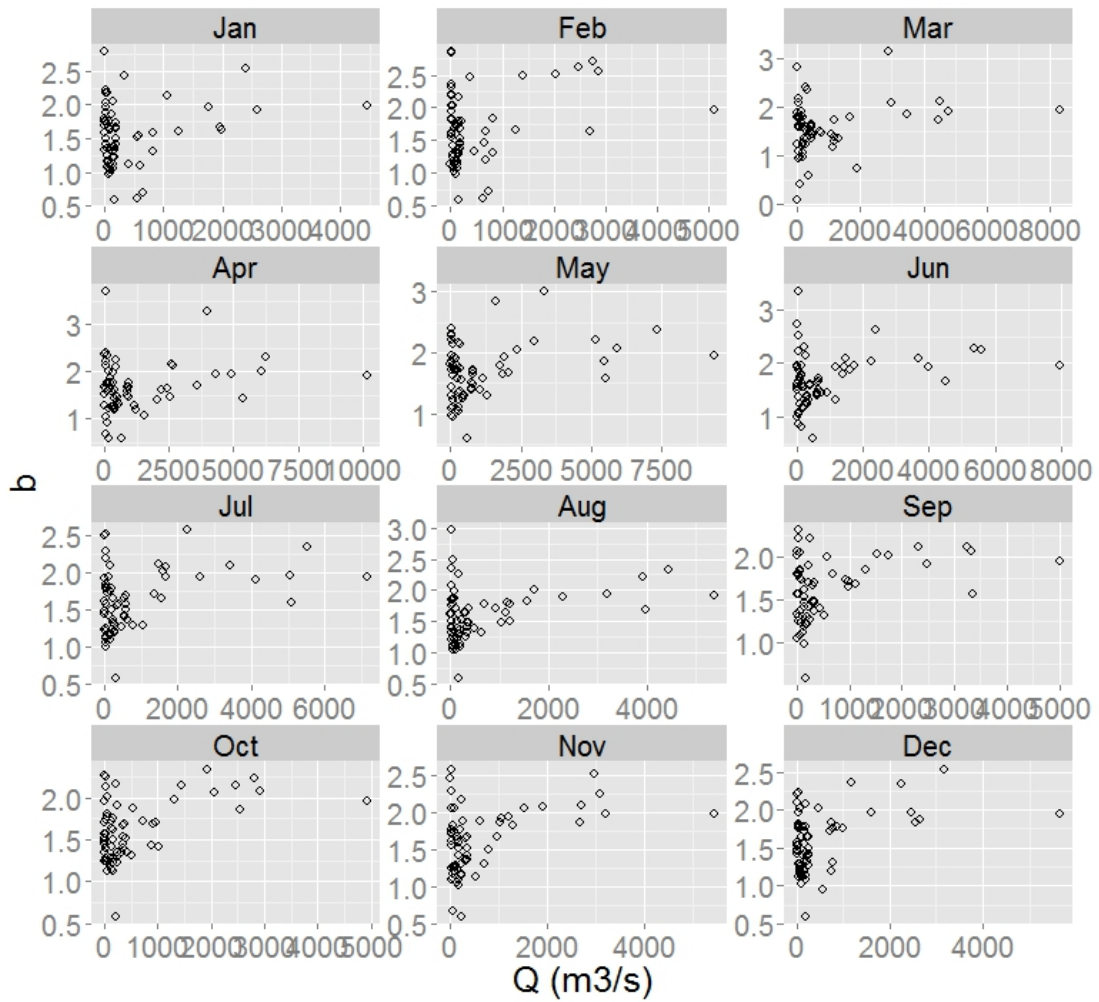 Jan Feb Mar
2.5 2.5 3
2.0 2.0 2
1.5 1.5 1
1.0 1.0 0
0.5 0.5
0 1000 2000 3000 4000 0 1000 2000 3000 4000 5000 0 2000 4000 6000 8000
Apr May Jun
3 3 3
2 2 2
1 1 1
0 2500 5000 7500 10000 0 2500 5000 7500 0 2000 4000 6000 8000
b
Jul Aug Sep
2.5 3.0 2.0
2.0 2.5 1.5
1.5 2.0 1.0
1.0 1.5
0.5 1.0
0.5
0 2000 4000 6000 0 2000 4000 0 1000 2000 3000 4000 5000
Oct Nov Dec
2.0 2.5 2.5
1.5 2.0 2.0
1.0 1.5 1.5
0.5 1.0 1.0
0.5 0.5
0 1000 2000 3000 4000 5000 0 2000 4000 0 2000 4000
Q (m3/s)